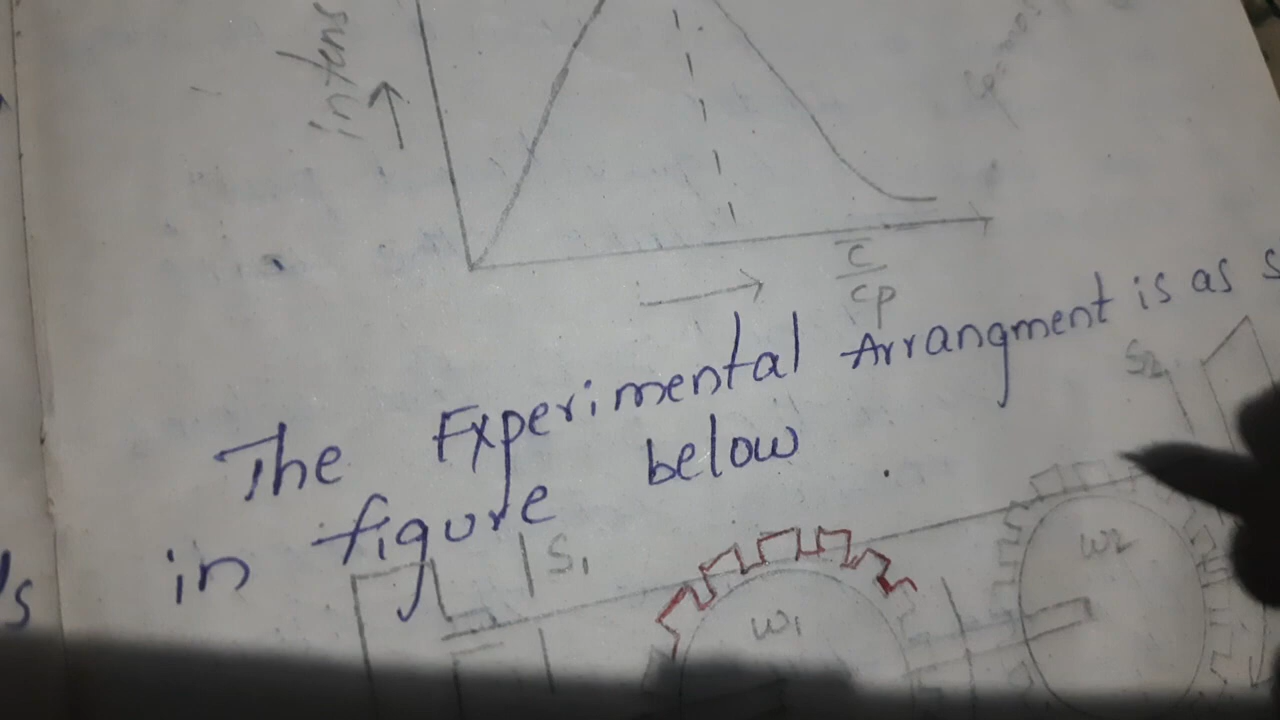 intens
C
Cp
The Experimental Arrangment is as s
in figure below
S1
S2
W1
W2